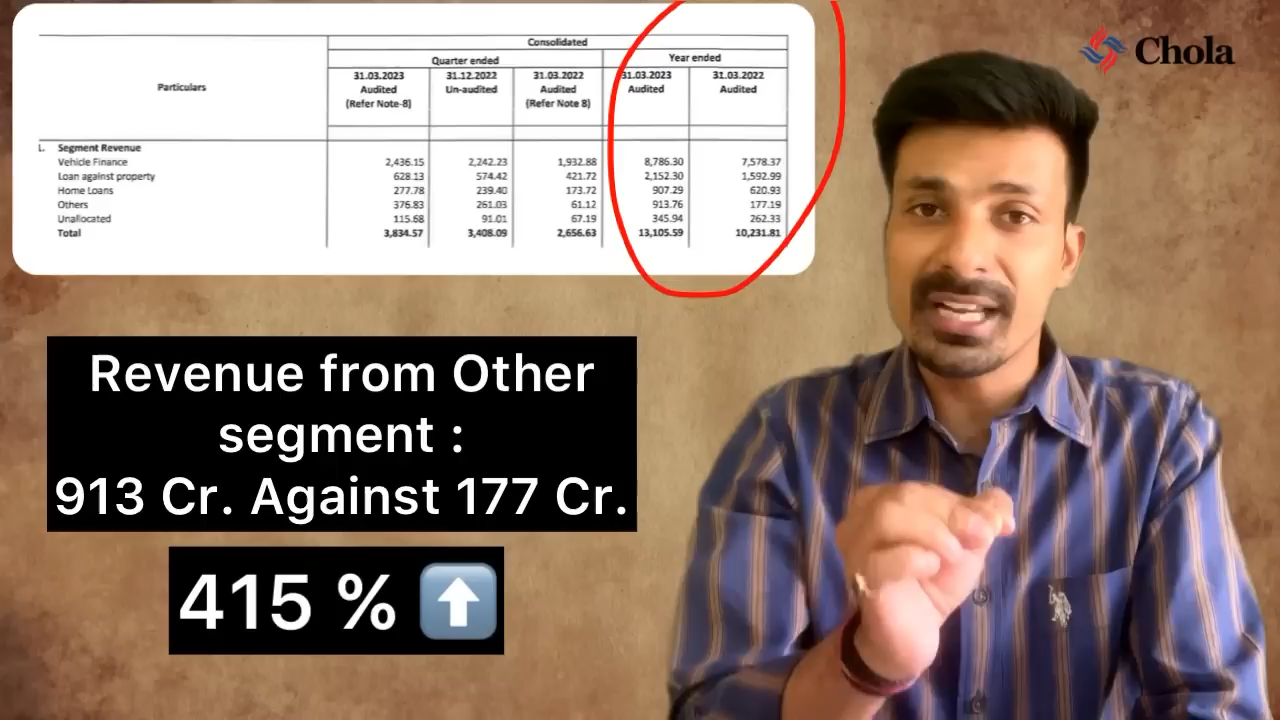 Consolidated
Particulars Quarter ended Year ended
31.03.2023 31.12.2022 31.03.2022 31.03.2023 31.03.2022
Audited Un-audited Audited Audited Audited
(Refer Note-8) (Refer Note 8)
Segment Revenue
Vehicle Finance 2,436.15 2,242.23 1,932.88 8,786.30 7,578.37
Loan against property 628.13 574.42 421.72 2,152.30 1,592.99
Home Loans 277.78 239.40 173.72 907.29 620.93
Others 376.83 261.03 61.12 913.76 177.19
Unallocated 115.68 91.01 67.19 345.94 262.33
Total 3,834.57 3,408.09 2,656.63 13,105.59 10,231.81
Chola
Revenue from Other
segment :
913 Cr. Against 177 Cr.
415 % ⬆️